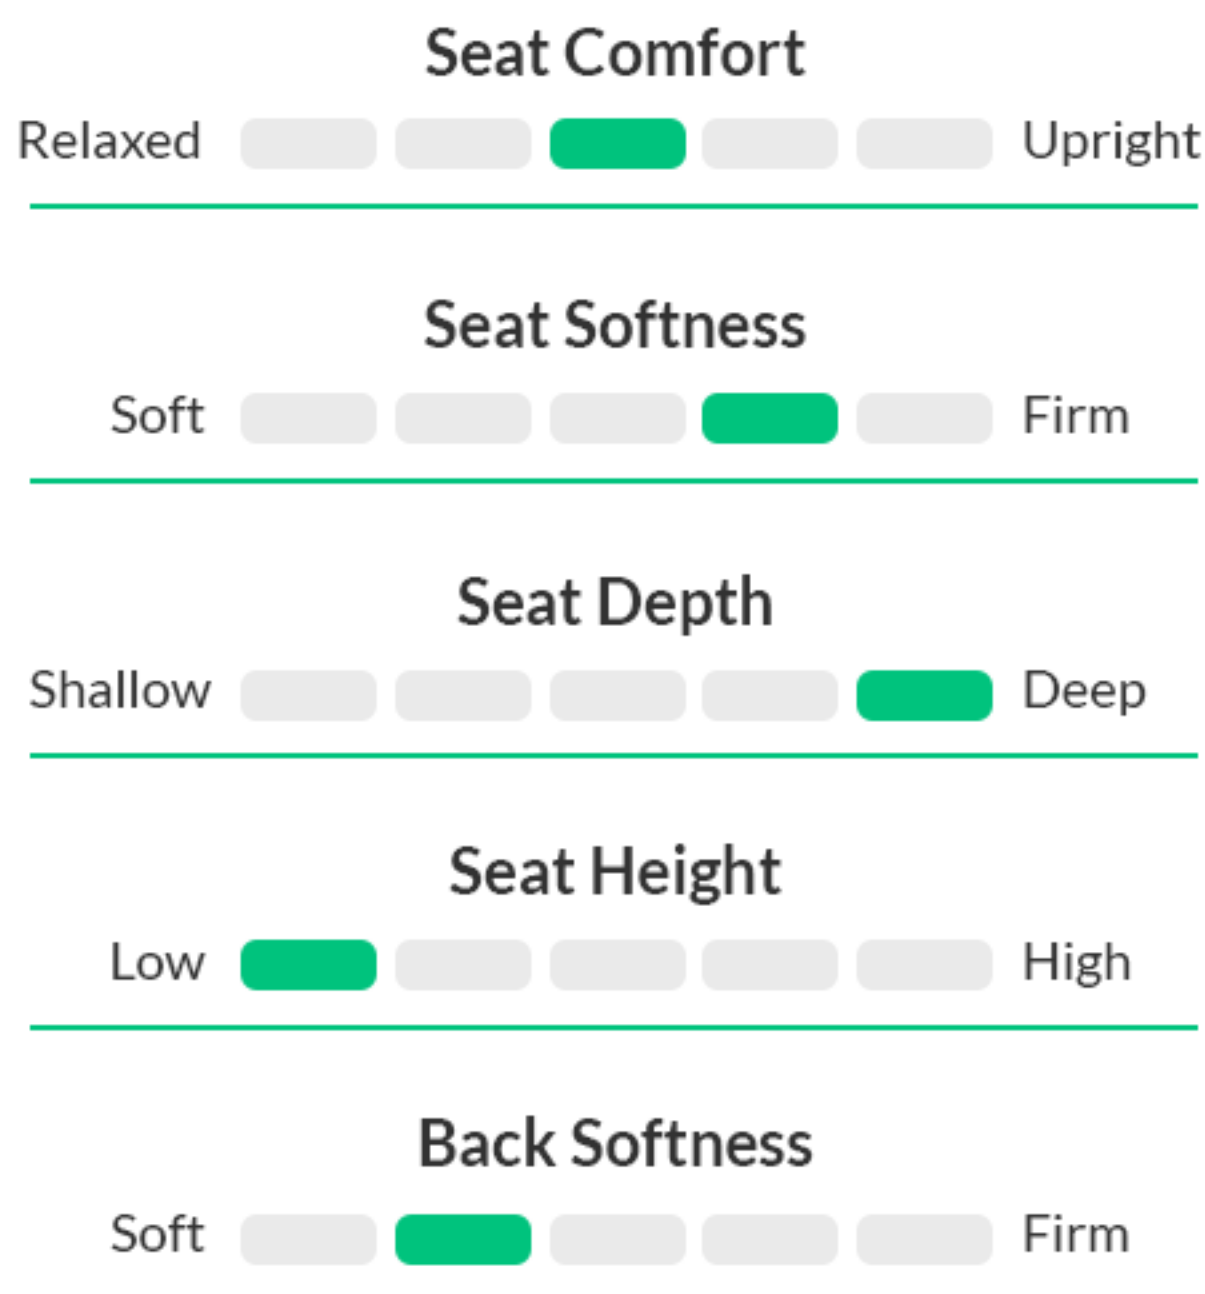 Seat Comfort
Relaxed Upright
Seat Softness
Soft Firm
Seat Depth
Shallow Deep
Seat Height
Low High
Back Softness
Soft Firm